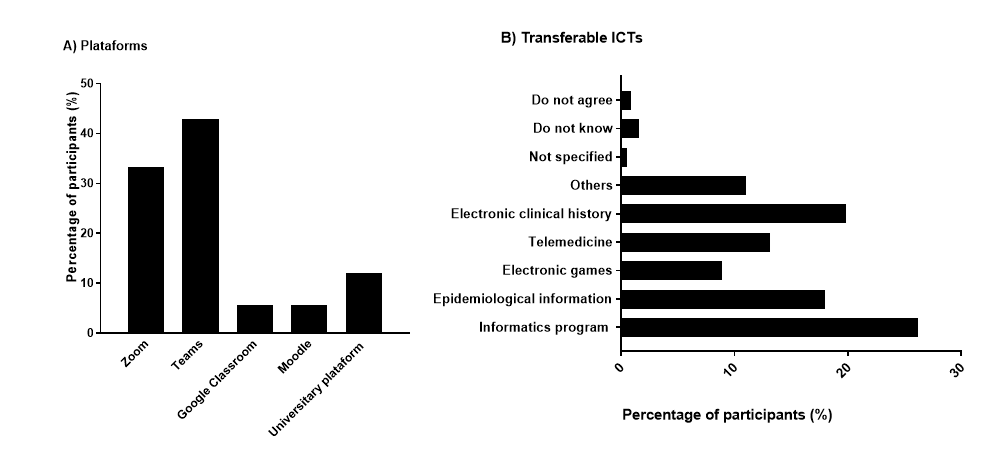 A) Plataforms
Percentage of participants (%)
50
40
30
20
10
0
Zoom
Teams
Google Classroom
Moodle
Universitary plataform
B) Transferable ICTs
Do not agree
Do not know
Not specified
Others
Electronic clinical history
Telemedicine
Electronic games
Epidemiological information
Informatics program
0
10
20
30
Percentage of participants (%)